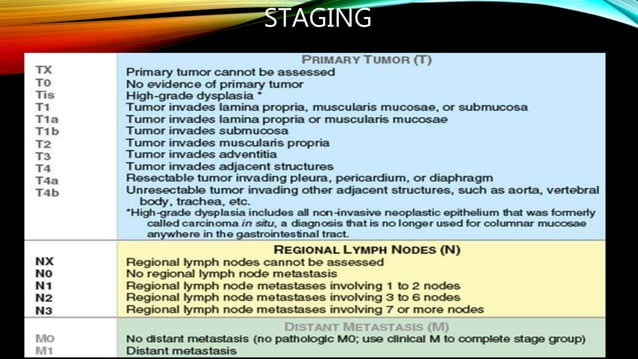 STAGING
PRIMARY TUMOR (T)
TX Primary tumor cannot be assessed
T0 No evidence of primary tumor
Tis High-grade dysplasia *
T1 Tumor invades lamina propria, muscularis mucosae, or submucosa
T1a Tumor invades lamina propria or muscularis mucosae
T1b Tumor invades submucosa
T2 Tumor invades muscularis propria
T3 Tumor invades adventitia
T4 Tumor invades adjacent structures
T4a Resectable tumor invading pleura, pericardium, or diaphragm
T4b Unresectable tumor invading other adjacent structures, such as aorta, vertebral
body, trachea, etc.
*High-grade dysplasia includes all non-invasive neoplastic epithelium that was formerly
called carcinoma in situ, a diagnosis that is no longer used for columnar mucosae
anywhere in the gastrointestinal tract.
REGIONAL LYMPH NODES (N)
NX Regional lymph nodes cannot be assessed
N0 No regional lymph node metastasis
N1 Regional lymph node metastases involving 1 to 2 nodes
N2 Regional lymph node metastases involving 3 to 6 nodes
N3 Regional lymph node metastases involving 7 or more nodes
DISTANT METASTASIS (M)
M0 No distant metastasis (no pathologic M0; use clinical M to complete stage group)
M1 Distant metastasis